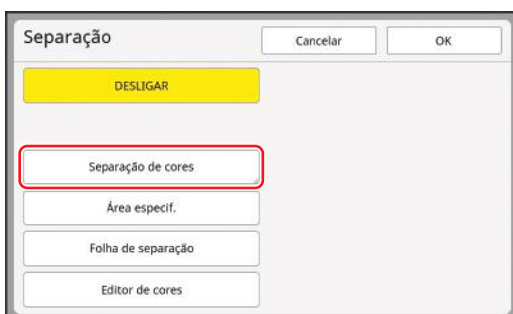 Separação
Cancelar
OK
DESLIGAR
Separação de cores
Área especif.
Folha de separação
Editor de cores